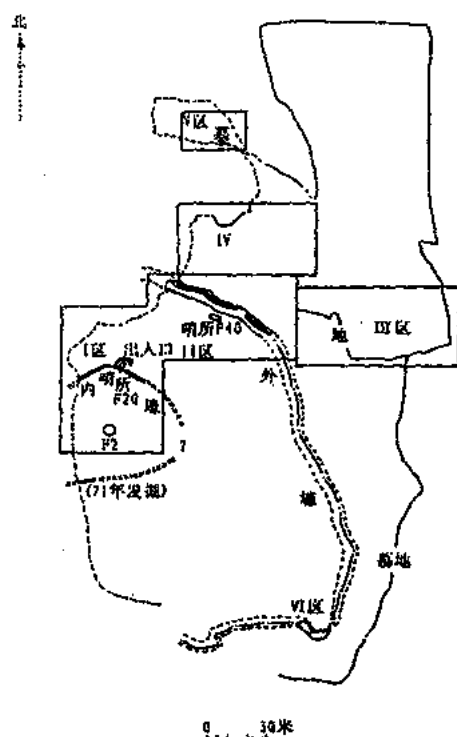 北
V区
墓
IV
哨所F40
地
III区
I区
出入口
II区
内
哨所
F20
壕
外
F2
?
(71年发掘)
壕
墓地
VI区
0 30米